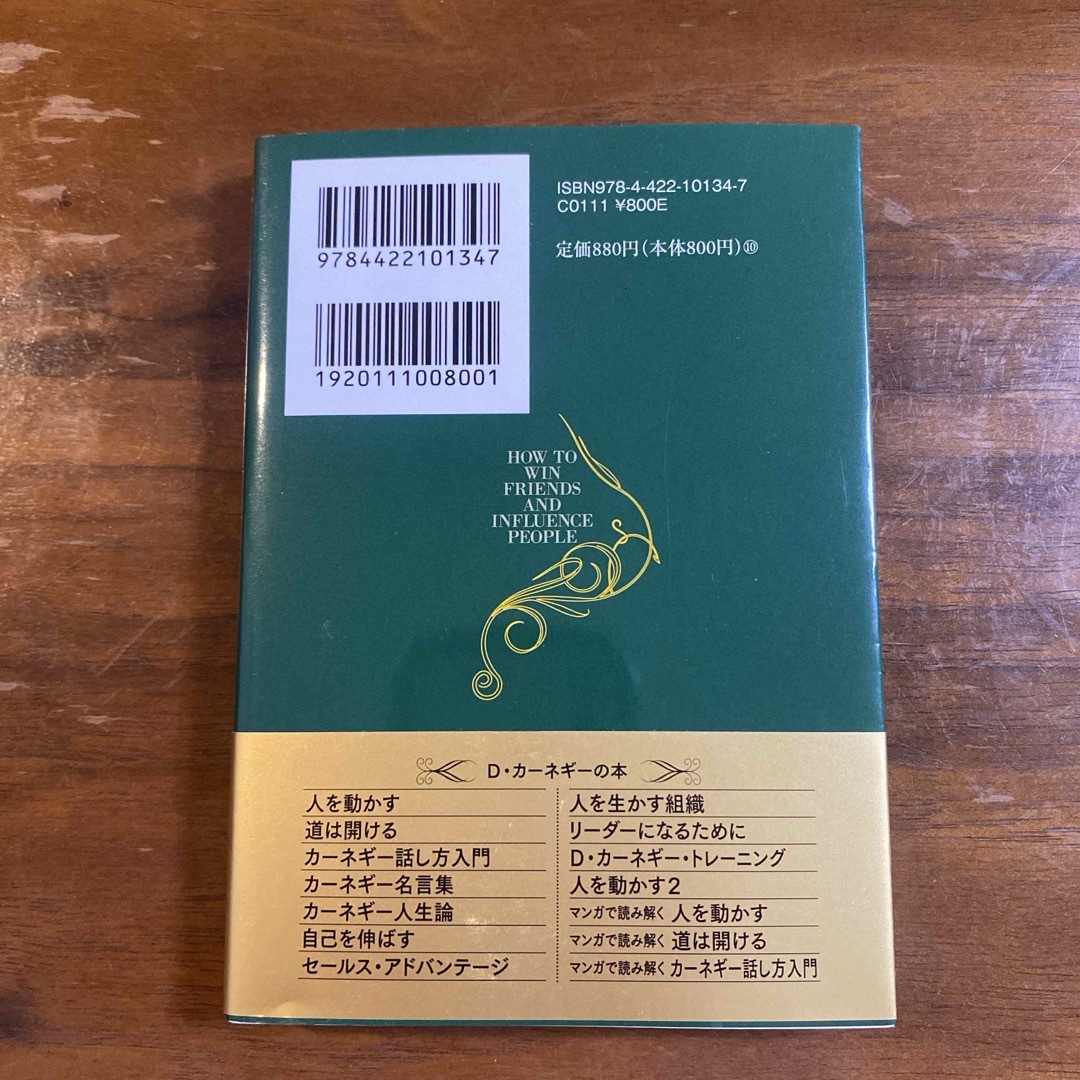 ISBN978-4-422-10134-7
C0111 ¥800E
定価880円(本体800円)⑩
9784422101347
1920111008001
HOW TO
WIN
FRIENDS
AND
INFLUENCE
PEOPLE
D・カーネギーの本
人を動かす
道は開ける
カーネギー話し方入門
カーネギー名言集
カーネギー人生論
自己を伸ばす
セールス・アドバンテージ
人を生かす組織
リーダーになるために
D・カーネギー・トレーニング
人を動かす2
マンガで読み解く 人を動かす
マンガで読み解く 道は開ける
マンガで読み解く カーネギー話し方入門